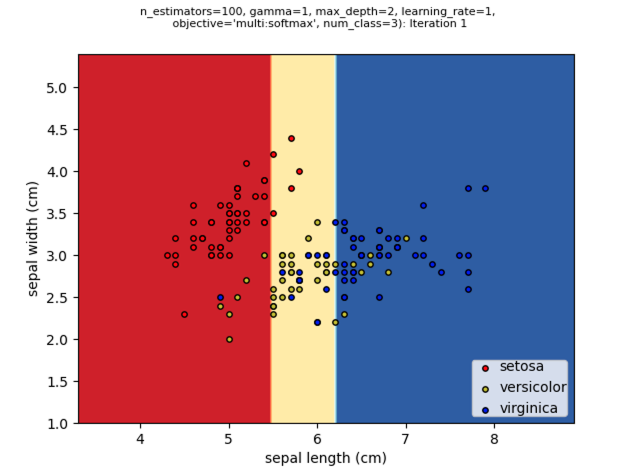 n_estimators=100, gamma=1, max_depth=2, learning_rate=1,
objective='multi:softmax', num_class=3): Iteration 1
5.0
4.5
4.0
3.5
3.0
2.5
2.0
1.5
1.0
sepal width (cm)
setosa
versicolor
virginica
4 5 6 7 8
sepal length (cm)